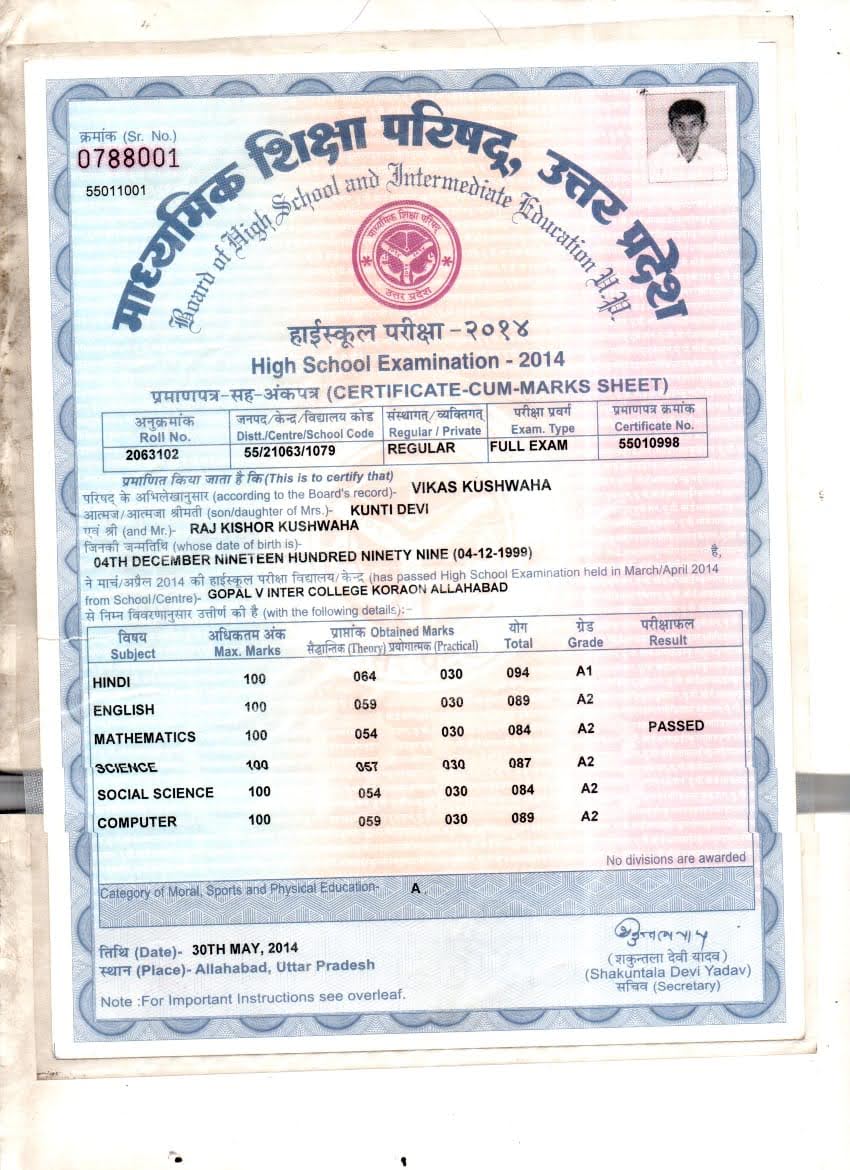 क्रमांक (Sr. No.)
0788001
55011001
माध्यमिक शिक्षा परिषद्, उत्तर प्रदेश
Board of High School and Intermediate Education U.P.
माध्यमिक शिक्षा परिषद्
उत्तर प्रदेश
हाईस्कूल परीक्षा -२०१४
High School Examination - 2014
प्रमाणपत्र-सह-अंकपत्र (CERTIFICATE-CUM-MARKS SHEET)
अनुक्रमांक जनपद/केन्द्र/विद्यालय कोड संस्थागत/व्यक्तिगत परीक्षा प्रवर्ग प्रमाणपत्र क्रमांक
Roll No. Distt./Centre/School Code Regular / Private Exam. Type Certificate No.
2063102 55/21063/1079 REGULAR FULL EXAM 55010998
प्रमाणित किया जाता है कि(This is to certify that)
परिषद् के अभिलेखानुसार (according to the Board's record)- VIKAS KUSHWAHA
आत्मज/आत्मजा श्रीमती (son/daughter of Mrs.)- KUNTI DEVI
एवं श्री (and Mr.)- RAJ KISHOR KUSHWAHA
जिनकी जन्मतिथि (whose date of birth is)-
04TH DECEMBER NINETEEN HUNDRED NINETY NINE (04-12-1999) है,
ने मार्च/अप्रैल 2014 की हाईस्कूल परीक्षा विद्यालय/केन्द्र (has passed High School Examination held in March/April 2014
from School/Centre)- GOPAL V INTER COLLEGE KORAON ALLAHABAD
से निम्न विवरणानुसार उत्तीर्ण की है (with the following details):-
विषय अधिकतम अंक प्राप्तांक Obtained Marks योग ग्रेड परीक्षाफल
Subject Max. Marks सैद्धान्तिक (Theory) प्रयोगात्मक (Practical) Total Grade Result
HINDI 100 064 030 094 A1
ENGLISH 100 059 030 089 A2
MATHEMATICS 100 054 030 084 A2 PASSED
SCIENCE 100 057 030 087 A2
SOCIAL SCIENCE 100 054 030 084 A2
COMPUTER 100 059 030 089 A2
No divisions are awarded
Category of Moral, Sports and Physical Education- A
तिथि (Date)- 30TH MAY, 2014
स्थान (Place)- Allahabad, Uttar Pradesh
(शकुन्तला देवी यादव)
(Shakuntala Devi Yadav)
सचिव (Secretary)
Note :For Important Instructions see overleaf.